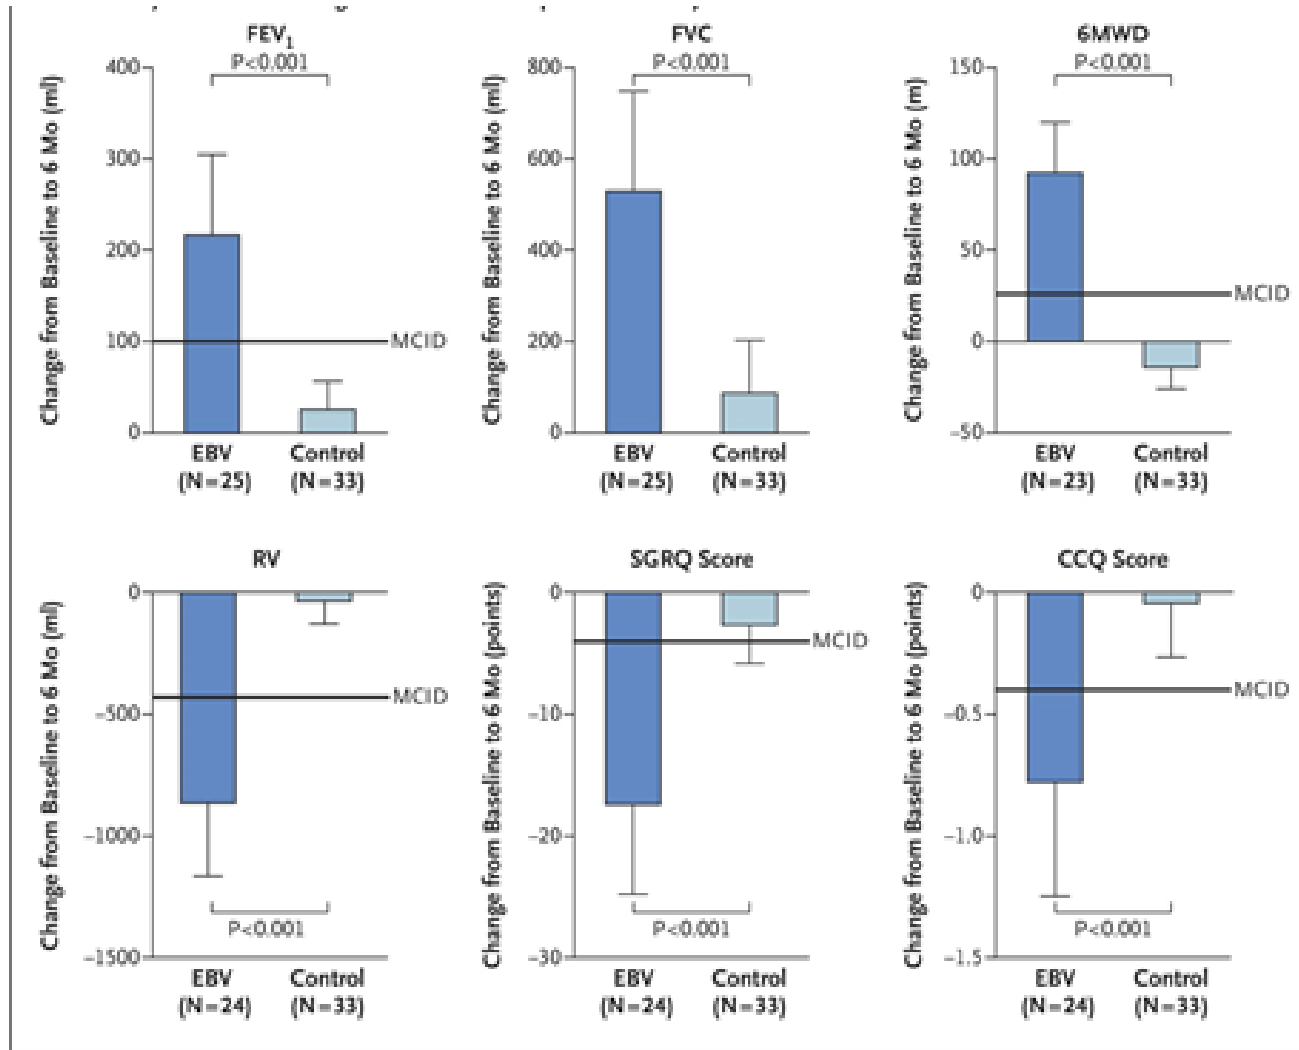 FEV1
P<0.001
Change from Baseline to 6 Mo (ml)
400
300
200
100
0
MCID
EBV
(N=25)
Control
(N=33)
FVC
P<0.001
Change from Baseline to 6 Mo (ml)
800
600
400
200
0
EBV
(N=25)
Control
(N=33)
6MWD
P<0.001
Change from Baseline to 6 Mo (m)
150
100
50
0
−50
MCID
EBV
(N=23)
Control
(N=33)
RV
Change from Baseline to 6 Mo (ml)
0
−500
−1000
−1500
MCID
P<0.001
EBV
(N=24)
Control
(N=33)
SGRQ Score
Change from Baseline to 6 Mo (points)
0
−10
−20
−30
MCID
P<0.001
EBV
(N=24)
Control
(N=33)
CCQ Score
Change from Baseline to 6 Mo (points)
0
−0.5
−1.0
−1.5
MCID
P<0.001
EBV
(N=24)
Control
(N=33)